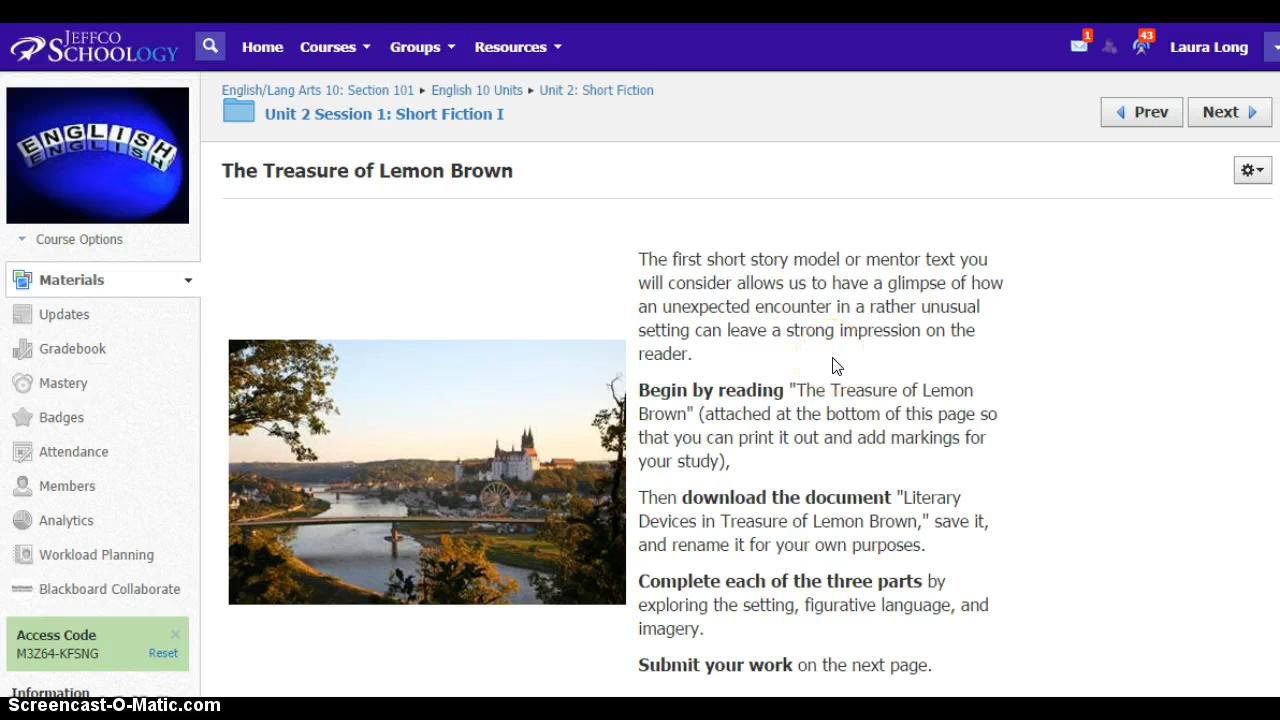 JEFFCO
SCHOOLOGY
Home
Courses
Groups
Resources
1
43
Laura Long
English/Lang Arts 10: Section 101 ▸ English 10 Units ▸ Unit 2: Short Fiction
Unit 2 Session 1: Short Fiction I
Prev
Next
ENGLISH
The Treasure of Lemon Brown
Course Options
Materials
Updates
Gradebook
Mastery
Badges
Attendance
Members
Analytics
Workload Planning
Blackboard Collaborate
Access Code
M3Z64-KFSNG
Reset
Information
The first short story model or mentor text you
will consider allows us to have a glimpse of how
an unexpected encounter in a rather unusual
setting can leave a strong impression on the
reader.
Begin by reading "The Treasure of Lemon
Brown" (attached at the bottom of this page so
that you can print it out and add markings for
your study),
Then download the document "Literary
Devices in Treasure of Lemon Brown," save it,
and rename it for your own purposes.
Complete each of the three parts by
exploring the setting, figurative language, and
imagery.
Submit your work on the next page.
Screencast-O-Matic.com